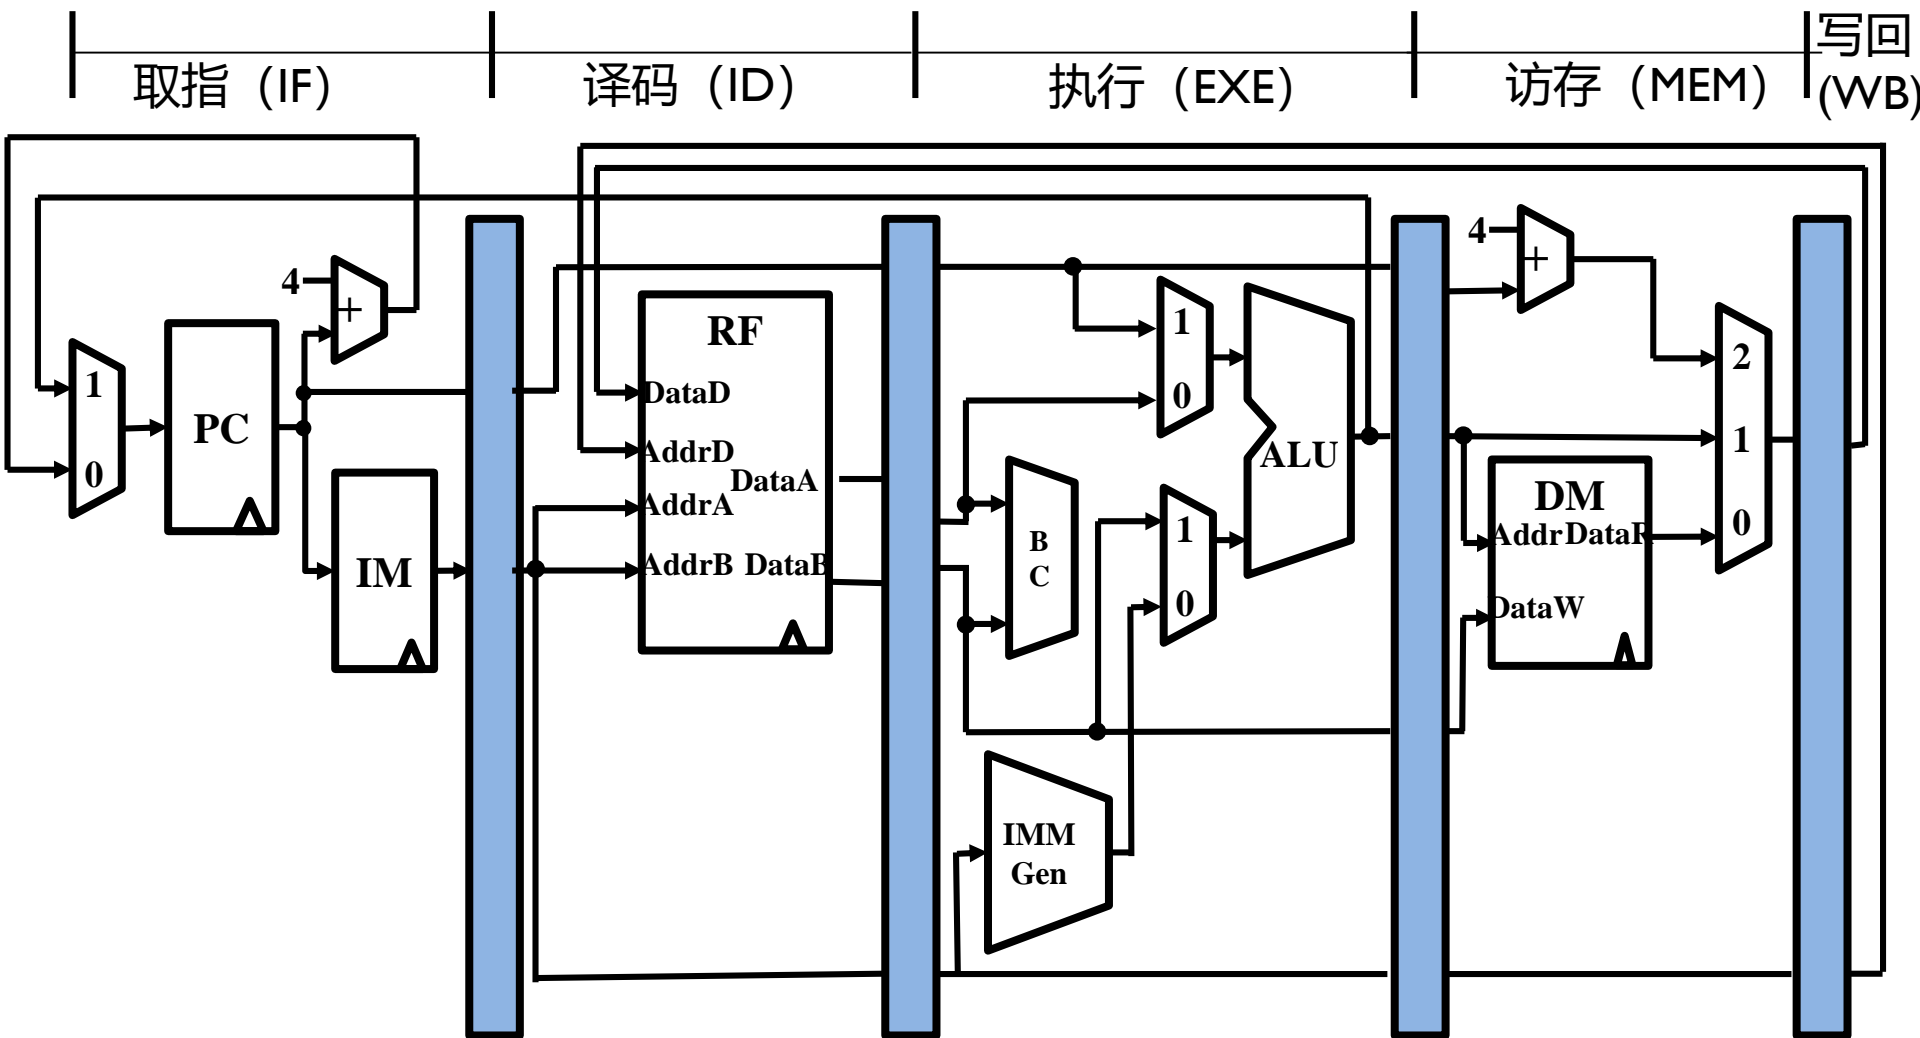 取指（IF）
译码（ID）
执行（EXE）
访存（MEM）
写回
(WB)
4
+
1
0
PC
IM
RF
DataD
AddrD
DataA
AddrA
AddrB DataB
B
C
1
0
1
0
ALU
IMM
Gen
4
+
DM
Addr DataR
DataW
2
1
0